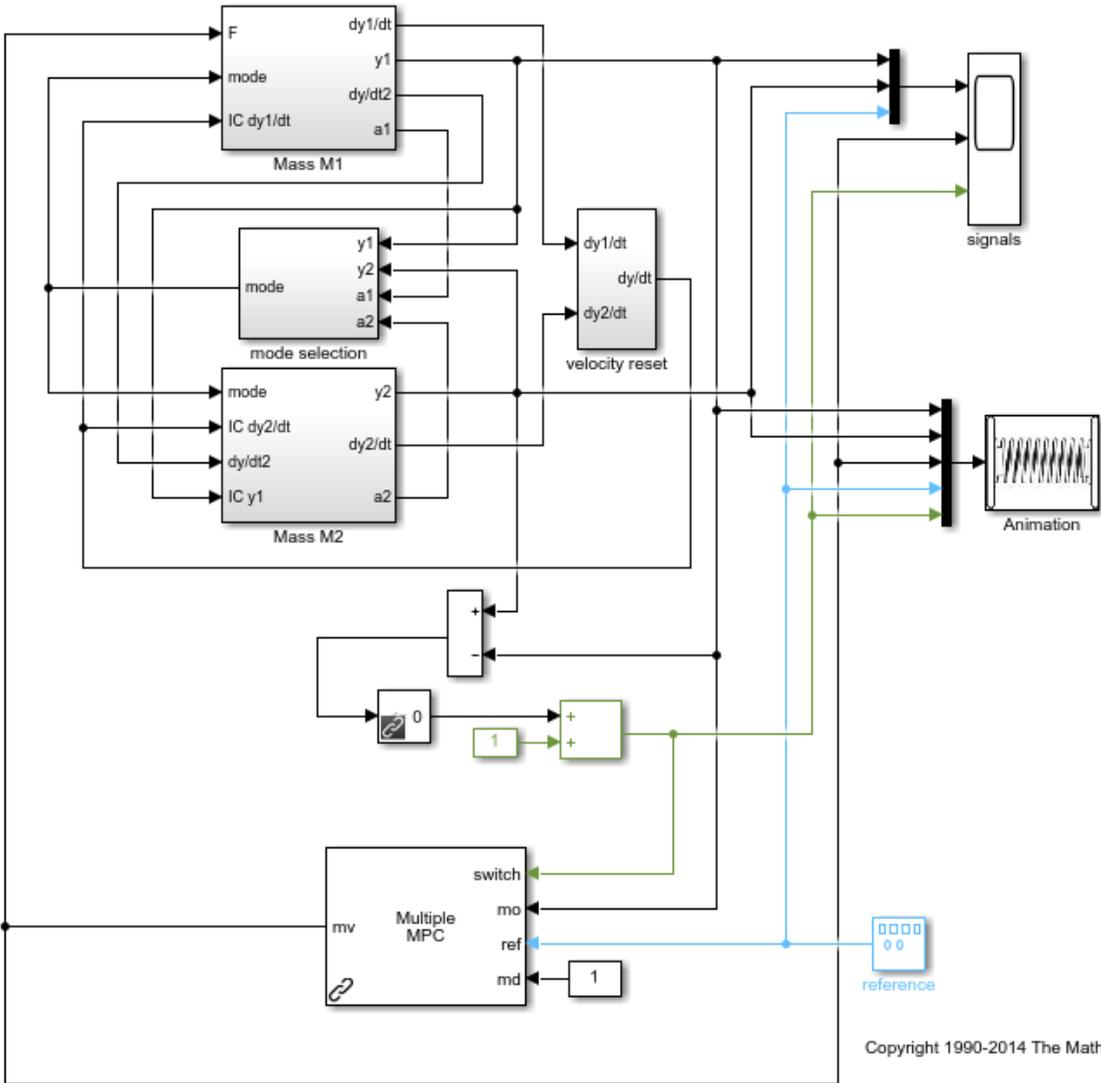 F
mode
IC dy1/dt
dy1/dt
y1
dy/dt2
a1
Mass M1
signals
mode
y1
y2
a1
a2
mode selection
dy1/dt
dy2/dt
dy/dt
velocity reset
mode
IC dy2/dt
dy/dt2
IC y1
y2
dy2/dt
a2
Mass M2
Animation
+
−
0
1
+
+
mv
Multiple
MPC
switch
mo
ref
md
1
reference
Copyright 1990-2014 The Math